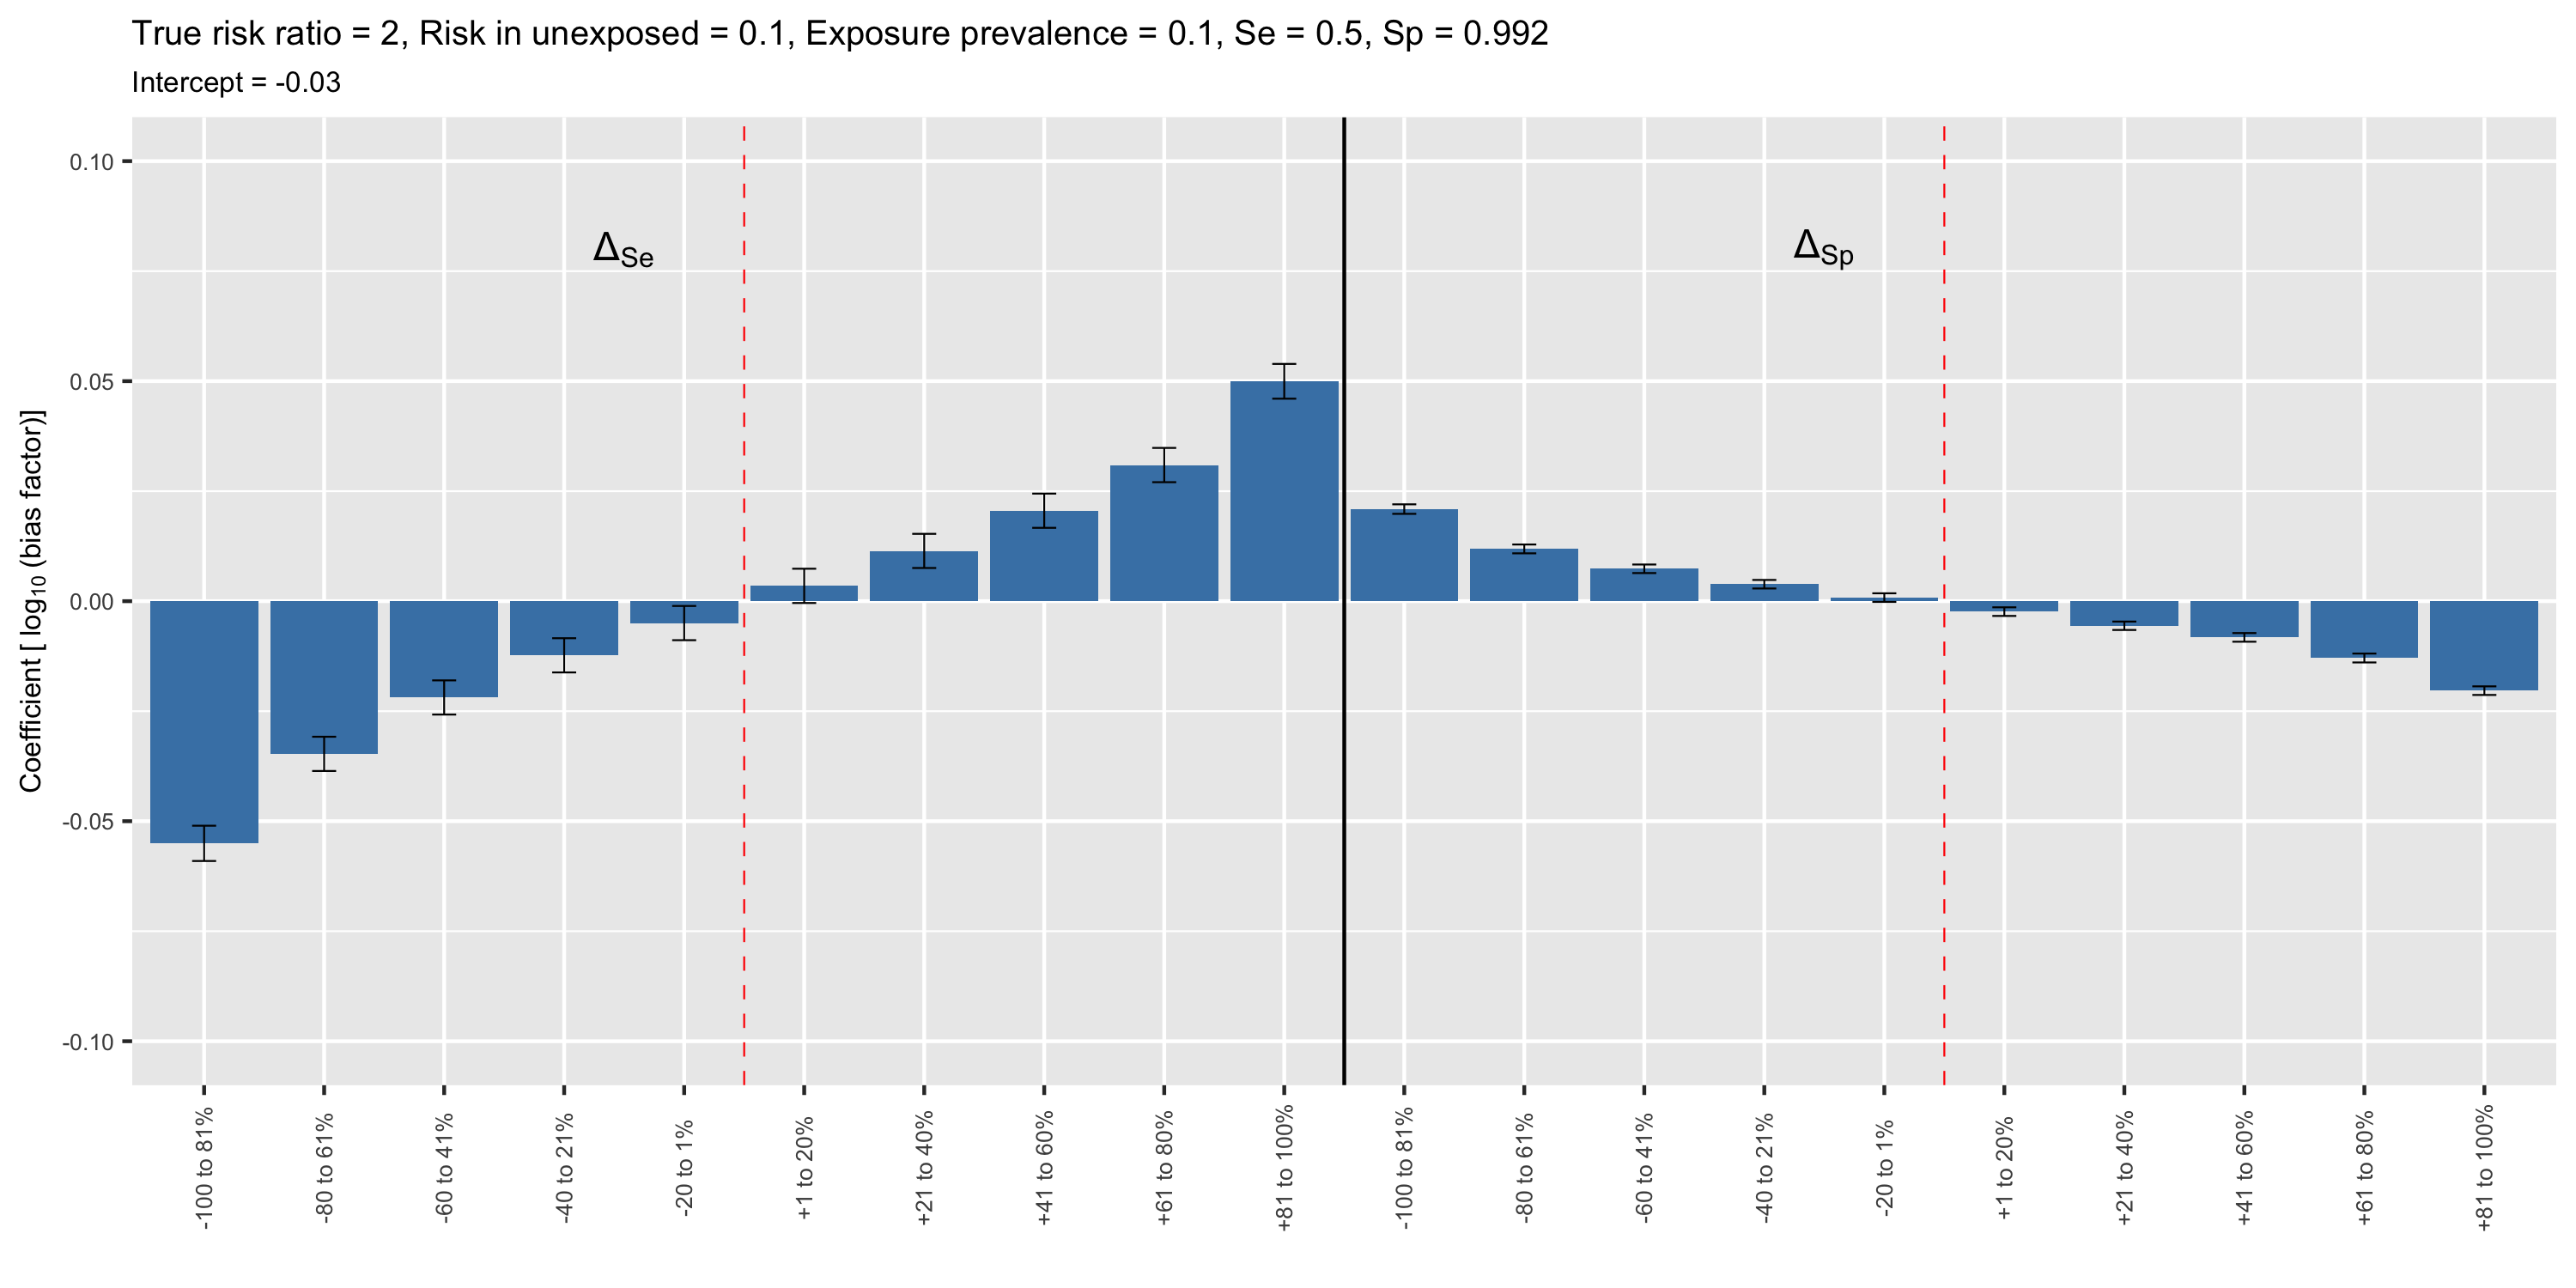 True risk ratio = 2, Risk in unexposed = 0.1, Exposure prevalence = 0.1, Se = 0.5, Sp = 0.992
Intercept = -0.03
Coefficient [ log10 (bias factor)]
0.10
0.05
0.00
-0.05
-0.10
ΔSe
ΔSp
-100 to 81%
-80 to 61%
-60 to 41%
-40 to 21%
-20 to 1%
+1 to 20%
+21 to 40%
+41 to 60%
+61 to 80%
+81 to 100%
-100 to 81%
-80 to 61%
-60 to 41%
-40 to 21%
-20 to 1%
+1 to 20%
+21 to 40%
+41 to 60%
+61 to 80%
+81 to 100%